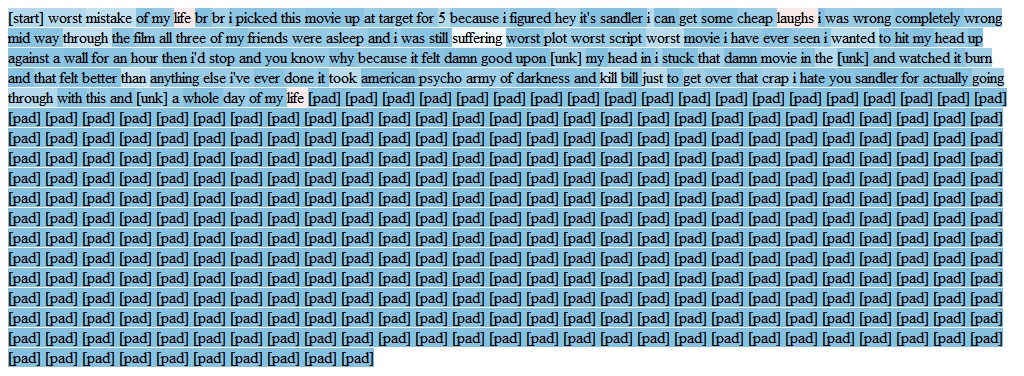 [start] worst mistake of my life br br i picked this movie up at target for 5 because i figured hey it's sandler i can get some cheap laughs i was wrong completely wrong
mid way through the film all three of my friends were asleep and i was still suffering worst plot worst script worst movie i have ever seen i wanted to hit my head up
against a wall for an hour then i'd stop and you know why because it felt damn good upon [unk] my head in i stuck that damn movie in the [unk] and watched it burn
and that felt better than anything else i've ever done it took american psycho army of darkness and kill bill just to get over that crap i hate you sandler for actually going
through with this and [unk] a whole day of my life [pad] [pad] [pad] [pad] [pad] [pad] [pad] [pad] [pad] [pad] [pad] [pad] [pad] [pad] [pad] [pad] [pad] [pad] [pad]
[pad] [pad] [pad] [pad] [pad] [pad] [pad] [pad] [pad] [pad] [pad] [pad] [pad] [pad] [pad] [pad] [pad] [pad] [pad] [pad] [pad] [pad] [pad] [pad] [pad] [pad] [pad]
[pad] [pad] [pad] [pad] [pad] [pad] [pad] [pad] [pad] [pad] [pad] [pad] [pad] [pad] [pad] [pad] [pad] [pad] [pad] [pad] [pad] [pad] [pad] [pad] [pad] [pad] [pad]
[pad] [pad] [pad] [pad] [pad] [pad] [pad] [pad] [pad] [pad] [pad] [pad] [pad] [pad] [pad] [pad] [pad] [pad] [pad] [pad] [pad] [pad] [pad] [pad] [pad] [pad] [pad]
[pad] [pad] [pad] [pad] [pad] [pad] [pad] [pad] [pad] [pad] [pad] [pad] [pad] [pad] [pad] [pad] [pad] [pad] [pad] [pad] [pad] [pad] [pad] [pad] [pad] [pad] [pad]
[pad] [pad] [pad] [pad] [pad] [pad] [pad] [pad] [pad] [pad] [pad] [pad] [pad] [pad] [pad] [pad] [pad] [pad] [pad] [pad] [pad] [pad] [pad] [pad] [pad] [pad] [pad]
[pad] [pad] [pad] [pad] [pad] [pad] [pad] [pad] [pad] [pad] [pad] [pad] [pad] [pad] [pad] [pad] [pad] [pad] [pad] [pad] [pad] [pad] [pad] [pad] [pad] [pad] [pad]
[pad] [pad] [pad] [pad] [pad] [pad] [pad] [pad] [pad] [pad] [pad] [pad] [pad] [pad] [pad] [pad] [pad] [pad] [pad] [pad] [pad] [pad] [pad] [pad] [pad] [pad] [pad]
[pad] [pad] [pad] [pad] [pad] [pad] [pad] [pad] [pad] [pad] [pad] [pad] [pad] [pad] [pad] [pad] [pad] [pad] [pad] [pad] [pad] [pad] [pad] [pad] [pad] [pad] [pad]
[pad] [pad] [pad] [pad] [pad] [pad] [pad] [pad] [pad] [pad] [pad] [pad] [pad] [pad] [pad] [pad] [pad] [pad] [pad] [pad] [pad] [pad] [pad] [pad] [pad] [pad] [pad]
[pad] [pad] [pad] [pad] [pad] [pad] [pad] [pad] [pad] [pad] [pad] [pad] [pad] [pad] [pad] [pad] [pad] [pad] [pad] [pad] [pad] [pad] [pad] [pad] [pad] [pad] [pad]
[pad] [pad] [pad] [pad] [pad] [pad] [pad] [pad] [pad] [pad] [pad] [pad] [pad] [pad] [pad] [pad] [pad] [pad] [pad] [pad] [pad] [pad] [pad] [pad] [pad] [pad] [pad]
[pad] [pad] [pad] [pad] [pad] [pad] [pad] [pad] [pad] [pad] [pad] [pad] [pad] [pad] [pad] [pad] [pad] [pad] [pad] [pad] [pad] [pad] [pad] [pad] [pad] [pad] [pad]
[pad] [pad] [pad] [pad] [pad] [pad] [pad] [pad] [pad] [pad]